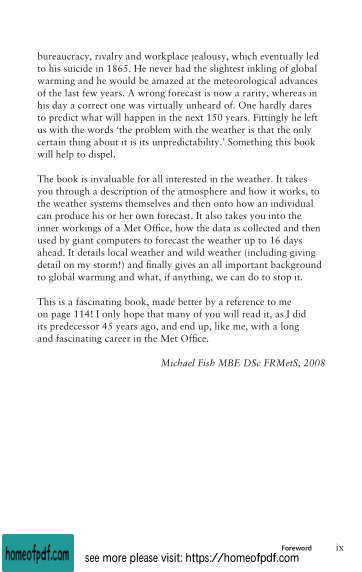 bureaucracy, rivalry and workplace jealousy, which eventually led
to his suicide in 1865. He never had the slightest inkling of global
warming and he would be amazed at the meteorological advances
of the last few years. A wrong forecast is now a rarity, whereas in
his day a correct one was virtually unheard of. One hardly dares
to predict what will happen in the next 150 years. Fittingly he left
us with the words ‘the problem with the weather is that the only
certain thing about it is its unpredictability.’ Something this book
will help to dispel.
The book is invaluable for all interested in the weather. It takes
you through a description of the atmosphere and how it works, to
the weather systems themselves and then onto how an individual
can produce his or her own forecast. It also takes you into the
inner workings of a Met Office, how the data is collected and then
used by giant computers to forecast the weather up to 16 days
ahead. It details local weather and wild weather (including giving
detail on my storm!) and finally gives an all important background
to global warming and what, if anything, we can do to stop it.
This is a fascinating book, made better by a reference to me
on page 114! I only hope that many of you will read it, as I did
its predecessor 45 years ago, and end up, like me, with a long
and fascinating career in the Met Office.
Michael Fish MBE DSc FRMetS, 2008
Foreword ix
homeofpdf.com see more please visit: https://homeofpdf.com